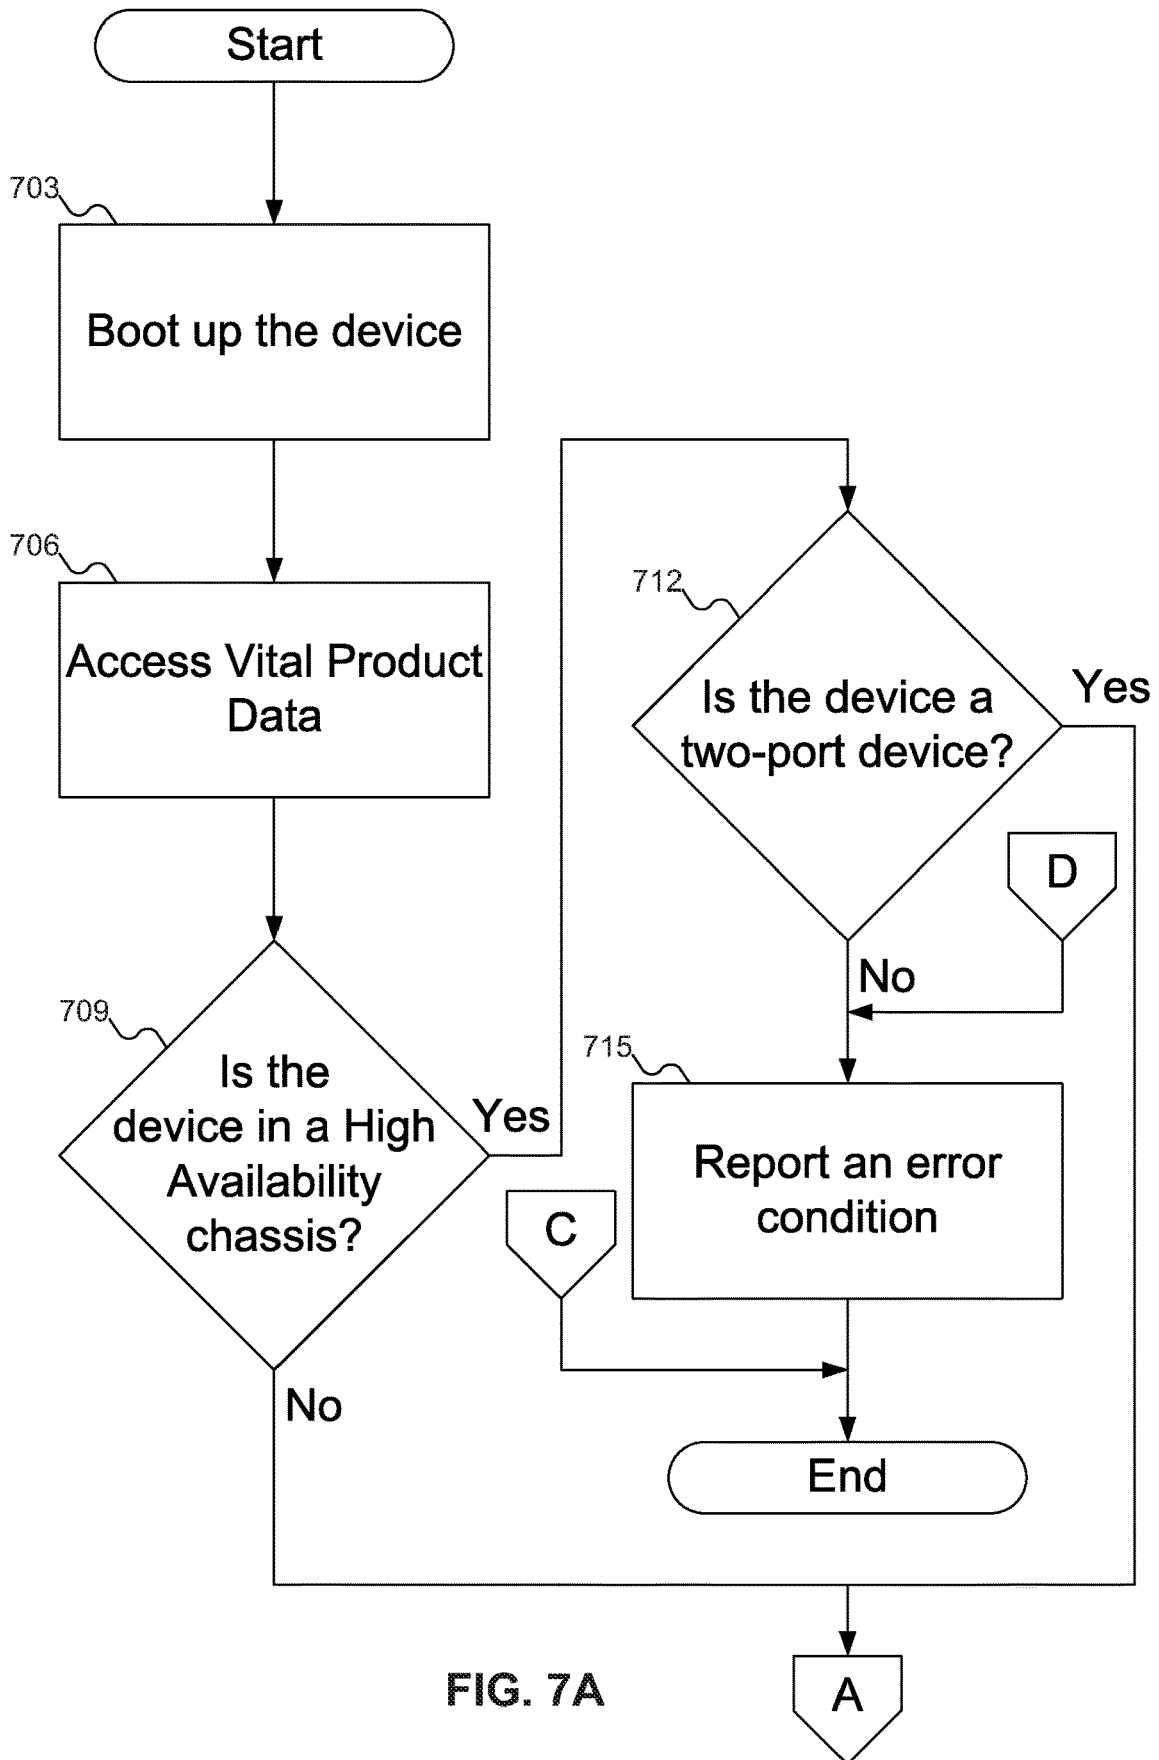 Start
703
Boot up the device
706
Access Vital Product
Data
709
Is the
device in a High
Availability
chassis?
Yes
No
712
Is the device a
two-port device?
Yes
No
D
715
Report an error
condition
C
End
A
FIG. 7A